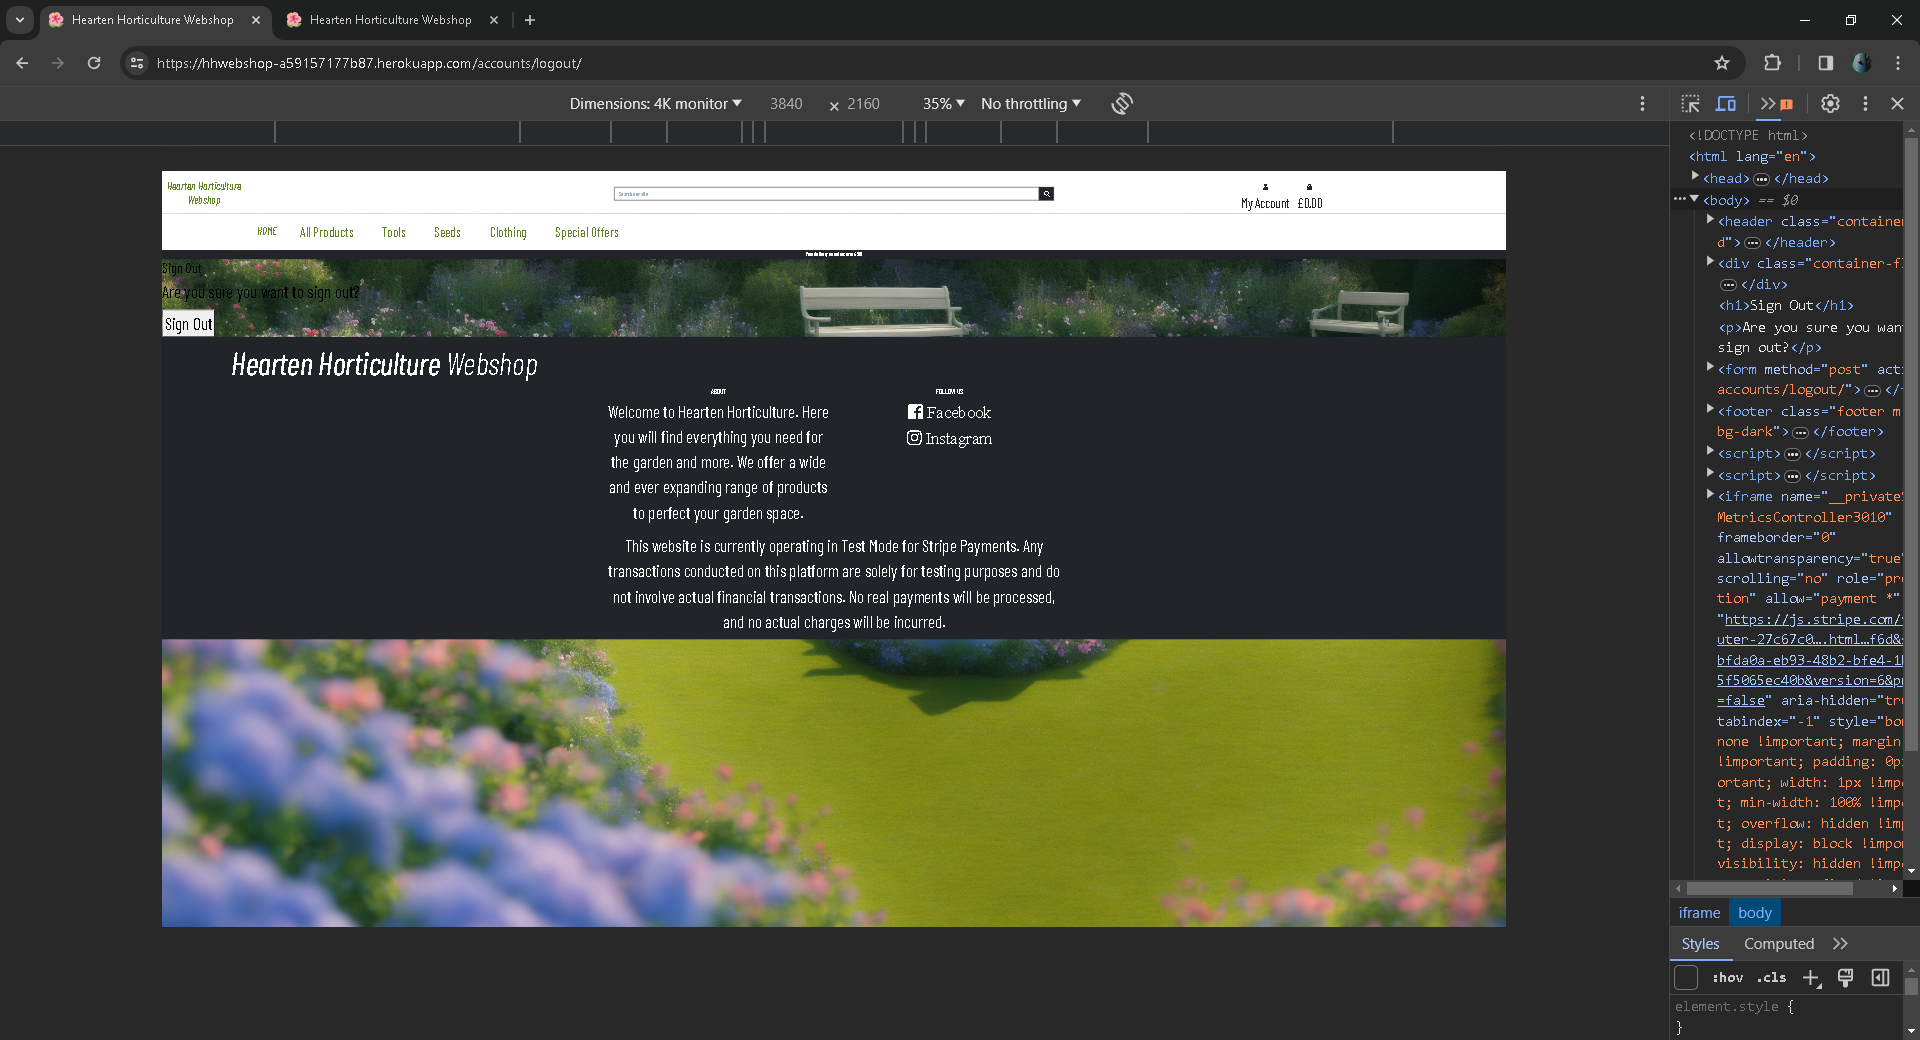 Hearten Horticulture Webshop
Hearten Horticulture Webshop
https://hhwebshop-a59157177b87.herokuapp.com/accounts/logout/
Dimensions: 4K monitor
3840 × 2160
35%
No throttling
Hearten Horticulture
Webshop
My Account
£0.00
HOME
All Products
Tools
Seeds
Clothing
Special Offers
Sign Out
Are you sure you want to sign out?
Sign Out
Hearten Horticulture Webshop
ABOUT
Welcome to Hearten Horticulture. Here
you will find everything you need for
the garden and more. We offer a wide
and ever expanding range of products
to perfect your garden space.
FOLLOW US
Facebook
Instagram
This website is currently operating in Test Mode for Stripe Payments. Any
transactions conducted on this platform are solely for testing purposes and do
not involve actual financial transactions. No real payments will be processed,
and no actual charges will be incurred.
<!DOCTYPE html>
<html lang="en">
<head> ••• </head>
••• <body> == $0
<header class="container
d"> ••• </header>
<div class="container-f
••• </div>
<h1>Sign Out</h1>
<p>Are you sure you wan
sign out?</p>
<form method="post" acti
accounts/logout/"> ••• </
<footer class="footer m
bg-dark"> ••• </footer>
<script> ••• </script>
<script> ••• </script>
<iframe name="__privateS
MetricsController3010"
frameborder="0"
allowtransparency="true"
scrolling="no" role="pre
tion" allow="payment *"
"https://js.stripe.com/v
uter-27c67c0….html…f6d&
bfda0a-eb93-48b2-bfe4-1
5f5065ec40b&version=6&p
=false" aria-hidden="tru
tabindex="-1" style="bo
none !important; margin
!important; padding: 0p
ortant; width: 1px !imp
t; min-width: 100% !imp
t; overflow: hidden !im
t; display: block !impo
visibility: hidden !imp
iframe
body
Styles
Computed
:hov
.cls
element.style {
}